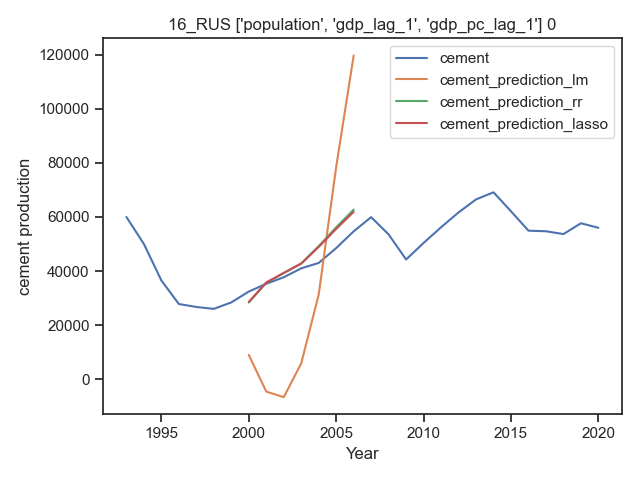 16_RUS ['population', 'gdp_lag_1', 'gdp_pc_lag_1'] 0
cement
cement_prediction_lm
cement_prediction_rr
cement_prediction_lasso
120000
100000
80000
60000
40000
20000
0
cement production
1995
2000
2005
2010
2015
2020
Year